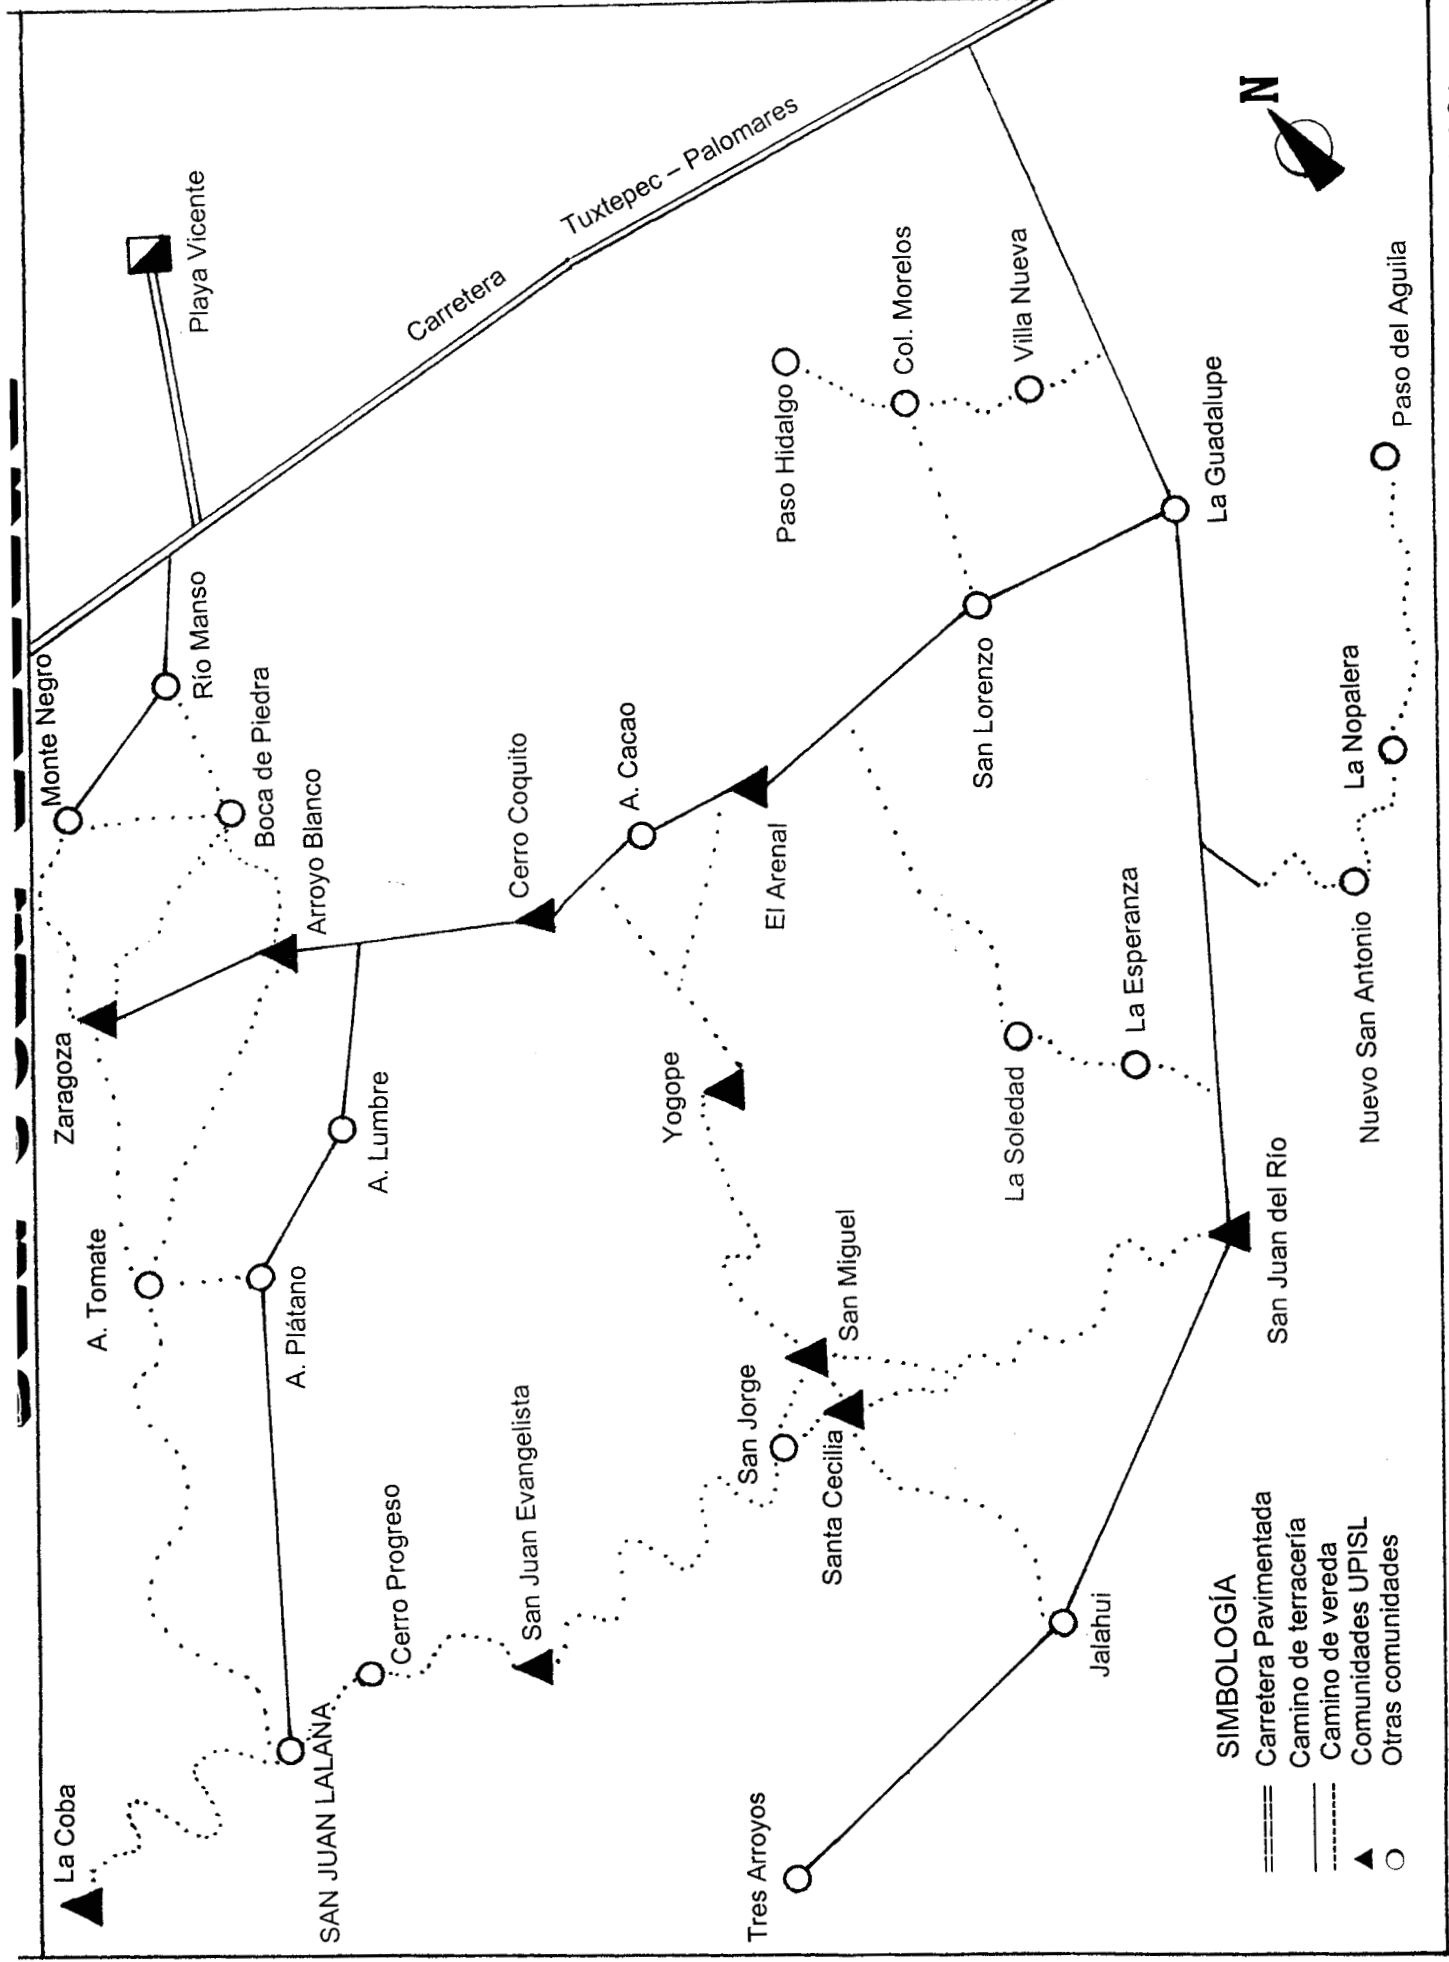 La Coba
SAN JUAN LALANA
Cerro Progreso
San Juan Evangelista
A. Tomate
A. Plátano
A. Lumbre
Zaragoza
Arroyo Blanco
Monte Negro
Boca de Piedra
Río Manso
Playa Vicente
Carretera
Tuxtepec – Palomares
Cerro Coquito
A. Cacao
El Arenal
Yogope
San Miguel
San Jorge
Santa Cecilia
Tres Arroyos
Jalahui
San Juan del Río
La Soledad
La Esperanza
San Lorenzo
Paso Hidalgo
Col. Morelos
Villa Nueva
La Guadalupe
Nuevo San Antonio
La Nopalera
Paso del Aguila
N
SIMBOLOGÍA
Carretera Pavimentada
Camino de terracería
Camino de vereda
Comunidades UPISL
Otras comunidades